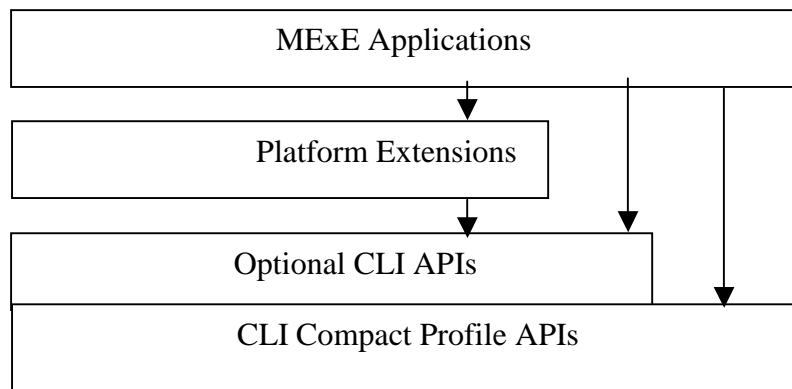 MExE Applications
Platform Extensions
Optional CLI APIs
CLI Compact Profile APIs